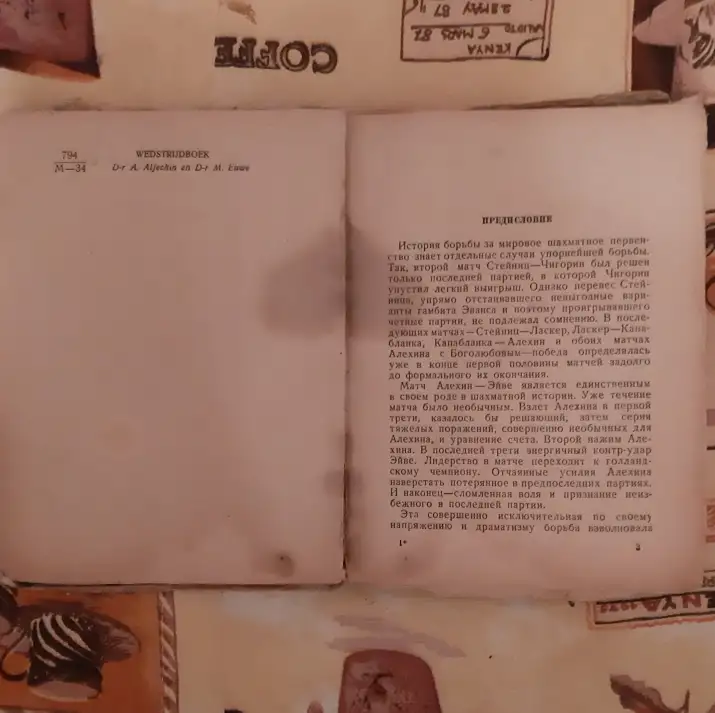 COFFE
KENYA
6 MARS 82
28 MAY 87
794
М—34
WEDSTRIJDBOEK
D-r A. Aljechin en D-r M. Euwe
ПРЕДИСЛОВИЕ
История борьбы за мировое шахматное первен-
ство знает отдельные случаи упорнейшей борьбы.
Так, второй матч Стейниц—Чигорин был решен
только последней партией, в которой Чигорин
упустил легкий выигрыш. Однако перевес Стей-
ница, упрямо отстаивавшего невыгодные вари-
анты гамбита Эванса и поэтому проигрывавшего
четные партии, не подлежал сомнению. В после-
дующих матчах—Стейниц—Ласкер, Ласкер—Капа-
бланка, Капабланка—Алехин и обоих матчах
Алехина с Боголюбовым—победа определялась
уже в конце первой половины матчей задолго
до формального их окончания.
Матч Алехин—Эйве является единственным
в своем роде в шахматной истории. Уже течение
матча было необычным. Взлет Алехина в первой
трети, казалось бы решающий, затем серия
тяжелых поражений, совершенно необычных для
Алехина, и уравнение счета. Второй нажим Але-
хина. В последней трети энергичный контр-удар
Эйве. Лидерство в матче переходит к голланд-
скому чемпиону. Отчаянные усилия Алехина
наверстать потерянное в предпоследних партиях.
И наконец—сломленная воля и признание неиз-
бежного в последней партии.
Эта совершенно исключительная по своему
напряжению и драматизму борьба взволновала
1*
3